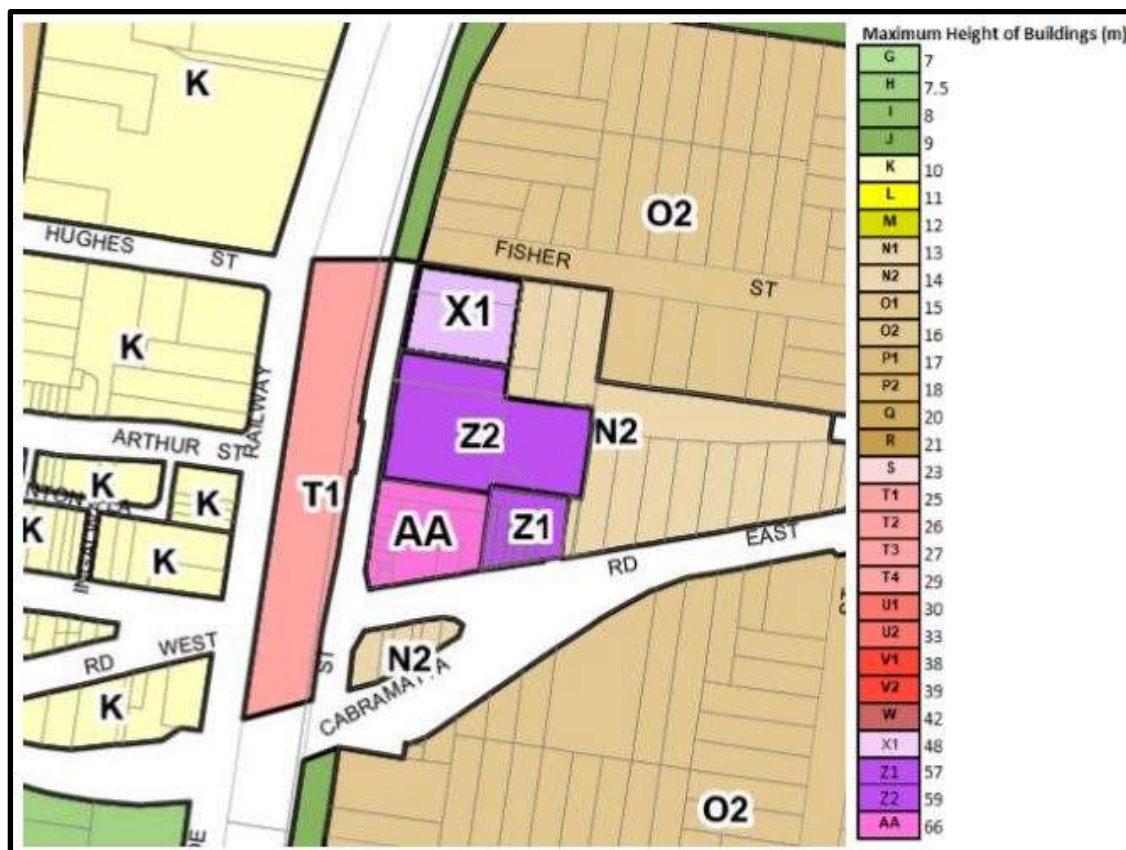 K
HUGHES ST
FISHER ST
O2
X1
K
RAILWAY
ARTHUR ST
Z2
N2
T1
K
K
K
K
AA
Z1
RD EAST
RD WEST
ST
N2
CABRAMATTA
K
O2
Maximum Height of Buildings (m)
G 7
H 7.5
I 8
J 9
K 10
L 11
M 12
N1 13
N2 14
O1 15
O2 16
P1 17
P2 18
Q 20
R 21
S 23
T1 25
T2 26
T3 27
T4 29
U1 30
U2 33
V1 38
V2 39
W 42
X1 48
Z1 57
Z2 59
AA 66